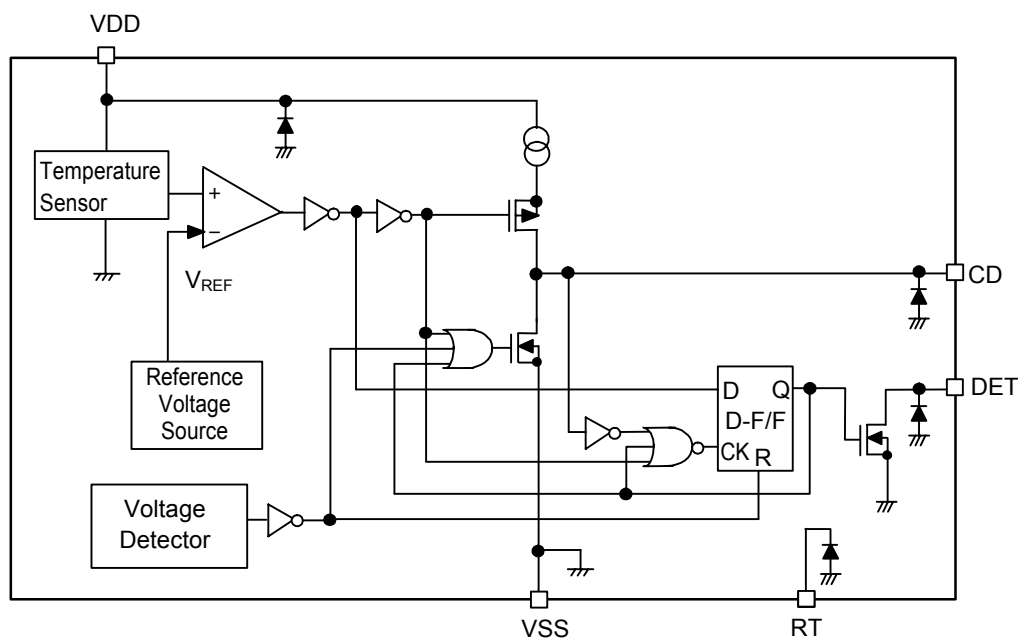 VDD
Temperature
Sensor
+
−
VREF
CD
Reference
Voltage
Source
D Q
D-F/F
CK R
DET
Voltage
Detector
VSS
RT